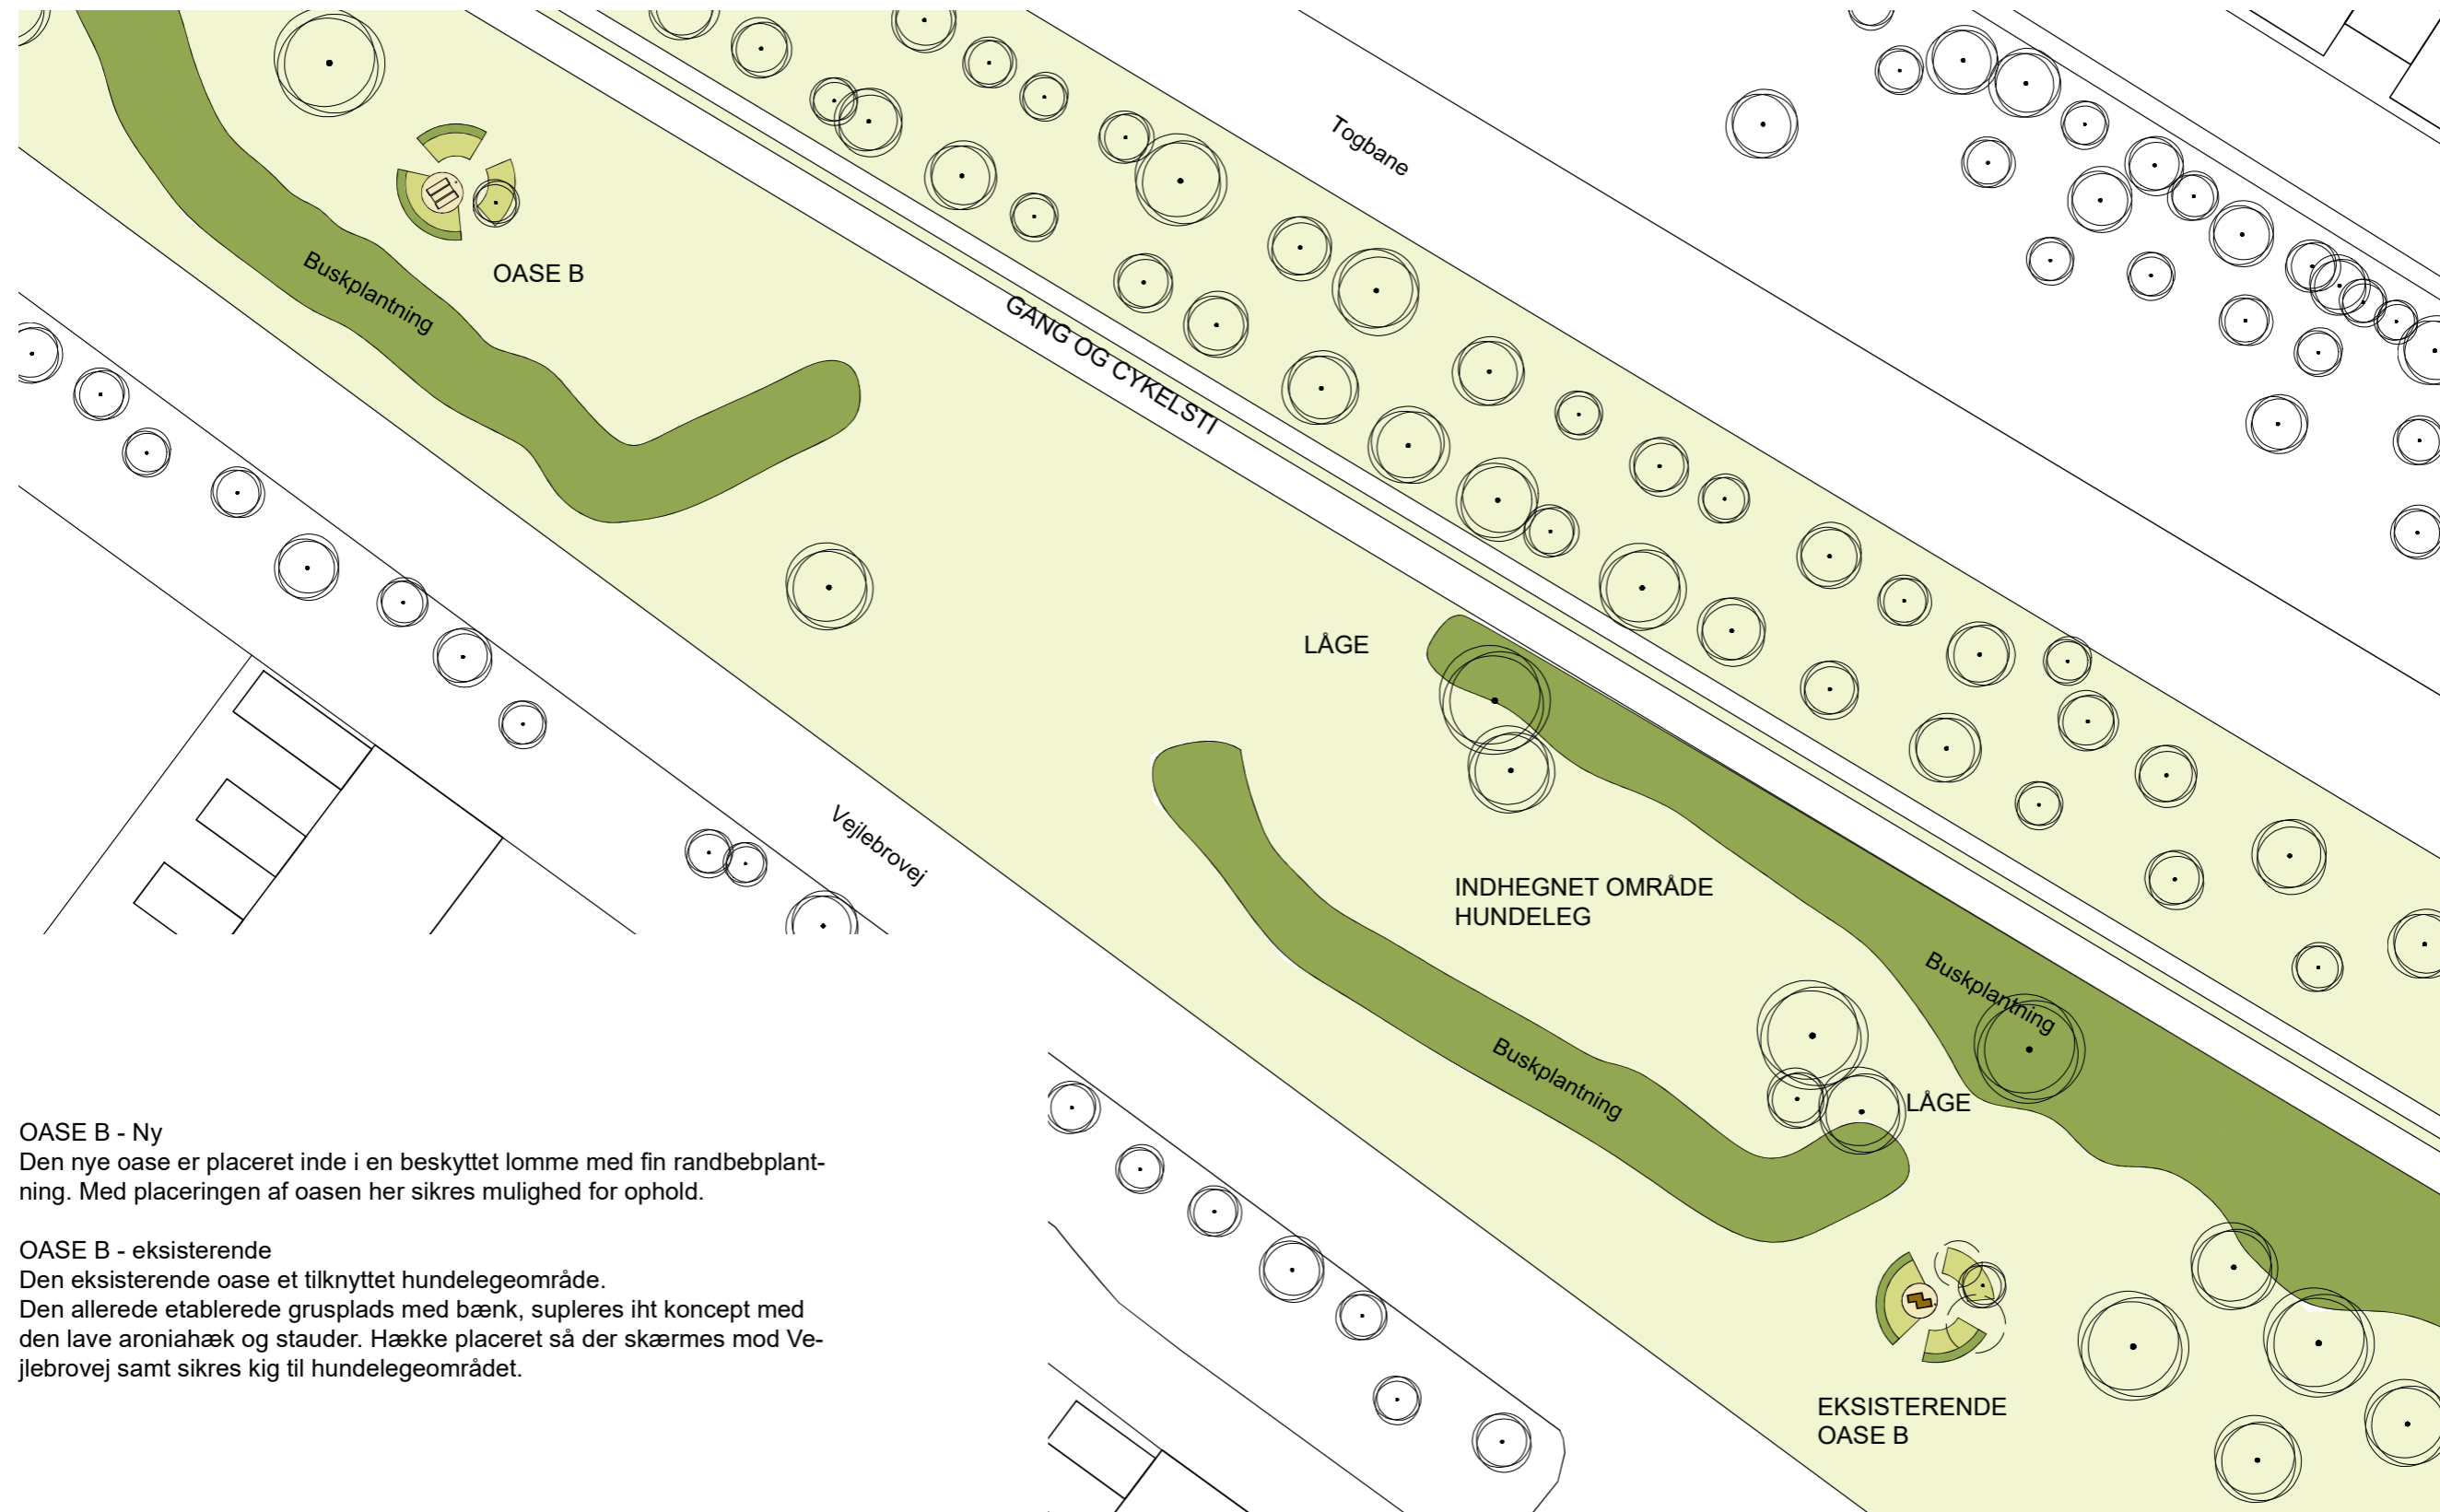 Togbane
Buskplantning
OASE B
GANG OG CYKELSTI
LÅGE
Vejlebrovej
INDHEGNET OMRÅDE
HUNDELEG
Buskplantning
Buskplantning
LÅGE
OASE B - Ny
Den nye oase er placeret inde i en beskyttet lomme med fin randbebplant-
ning. Med placeringen af oasen her sikres mulighed for ophold.
OASE B - eksisterende
Den eksisterende oase et tilknyttet hundelegeområde.
Den allerede etablerede grusplads med bænk, supleres iht koncept med
den lave aroniahæk og stauder. Hække placeret så der skærmes mod Ve-
jlebrovej samt sikres kig til hundelegeområdet.
EKSISTERENDE
OASE B